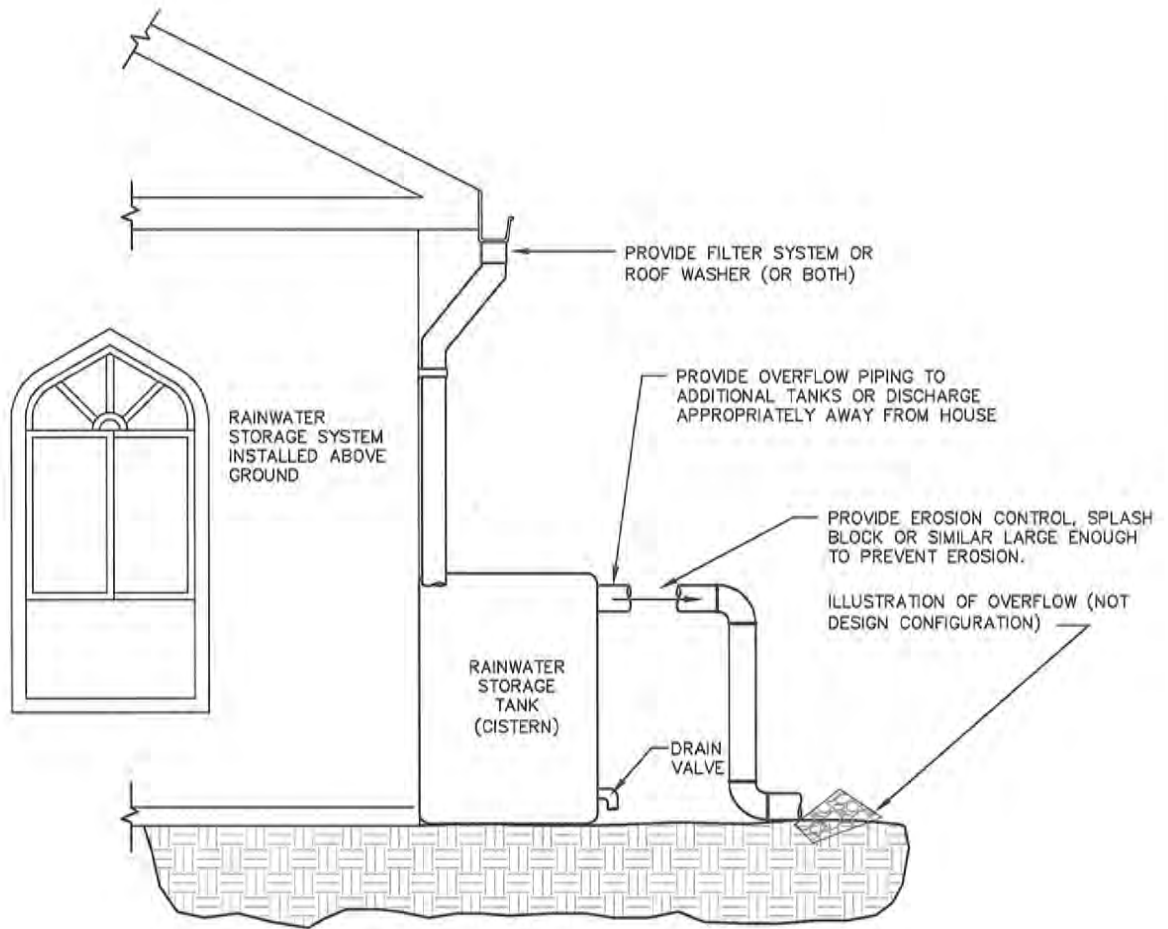 PROVIDE FILTER SYSTEM OR
ROOF WASHER (OR BOTH)
PROVIDE OVERFLOW PIPING TO
ADDITIONAL TANKS OR DISCHARGE
APPROPRIATELY AWAY FROM HOUSE
RAINWATER
STORAGE SYSTEM
INSTALLED ABOVE
GROUND
PROVIDE EROSION CONTROL, SPLASH
BLOCK OR SIMILAR LARGE ENOUGH
TO PREVENT EROSION.
ILLUSTRATION OF OVERFLOW (NOT
DESIGN CONFIGURATION)
RAINWATER
STORAGE
TANK
(CISTERN)
DRAIN
VALVE